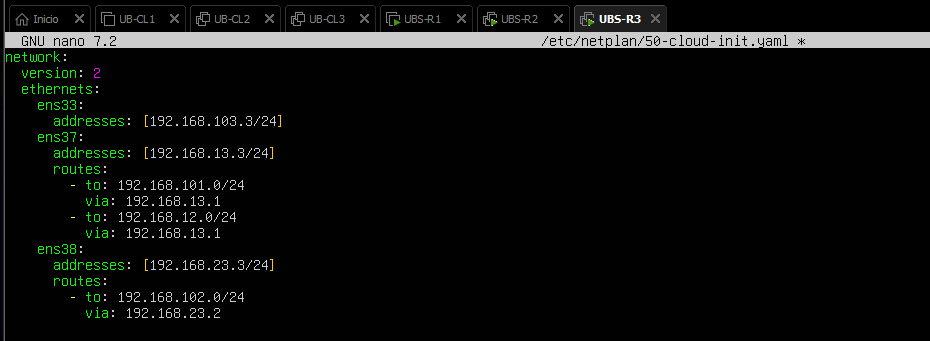 Inicio UB-CL1 UB-CL2 UB-CL3 UBS-R1 UBS-R2 UBS-R3
GNU nano 7.2 /etc/netplan/50-cloud-init.yaml *
network:
  version: 2
  ethernets:
    ens33:
      addresses: [192.168.103.3/24]
    ens37:
      addresses: [192.168.13.3/24]
      routes:
        - to: 192.168.101.0/24
          via: 192.168.13.1
        - to: 192.168.12.0/24
          via: 192.168.13.1
    ens38:
      addresses: [192.168.23.3/24]
      routes:
        - to: 192.168.102.0/24
          via: 192.168.23.2